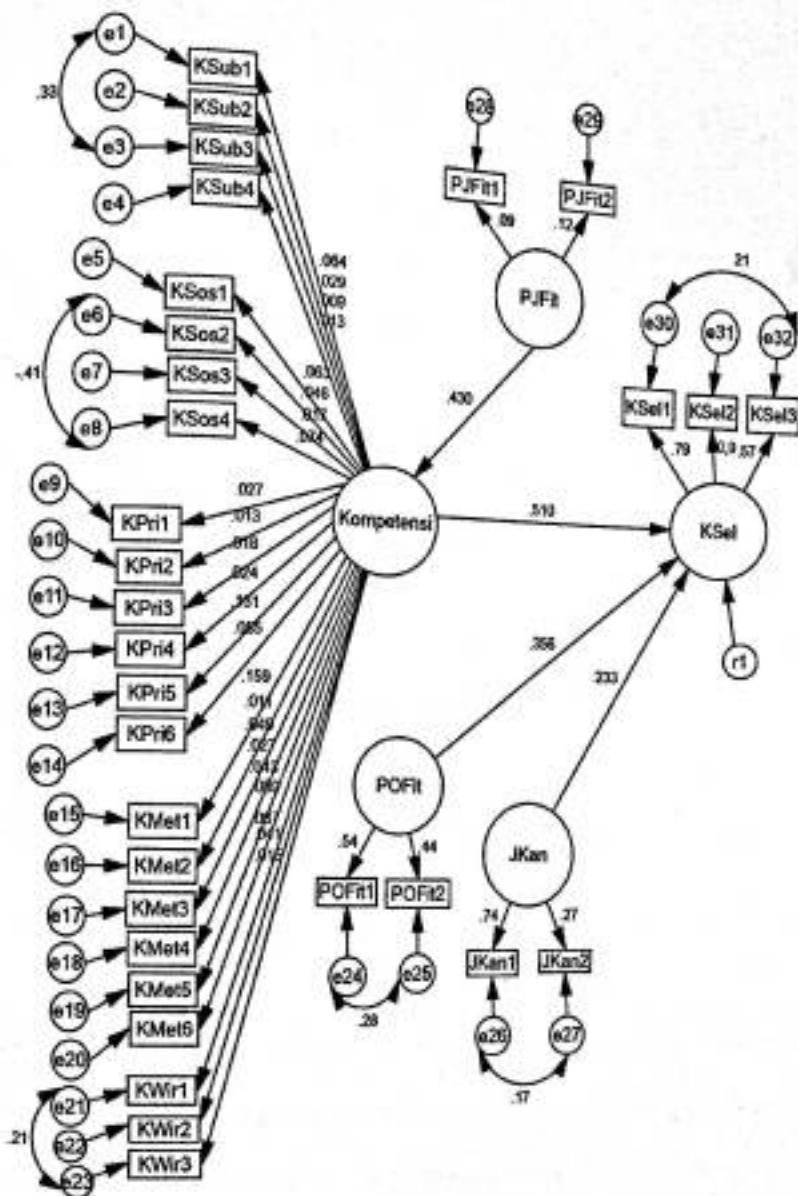 e1
KSub1
.33
e2
KSub2
e3
KSub3
e4
KSub4
e28
e29
PJFit1
PJFit2
.12
PJFit
e5
KSos1
e6
KSos2
-.41
e7
KSos3
e8
KSos4
.064
.029
.013
.063
.046
.430
21
e30
e31
e32
KSel1
KSel2
KSel3
.79
0,9
.57
Kompetensi
.510
KSel
r1
e9
KPri1
.027
e10
KPri2
.013
e11
KPri3
.018
e12
KPri4
.024
e13
KPri5
e14
KPri6
.159
.011
.356
.233
POFit
.54
44
POFit1
POFit2
e24
e25
.28
JKan
.74
.27
JKan1
JKan2
e26
e27
.17
e15
KMet1
e16
KMet2
e17
KMet3
e18
KMet4
e19
KMet5
e20
KMet6
e21
KWir1
.21
e22
KWir2
e23
KWir3